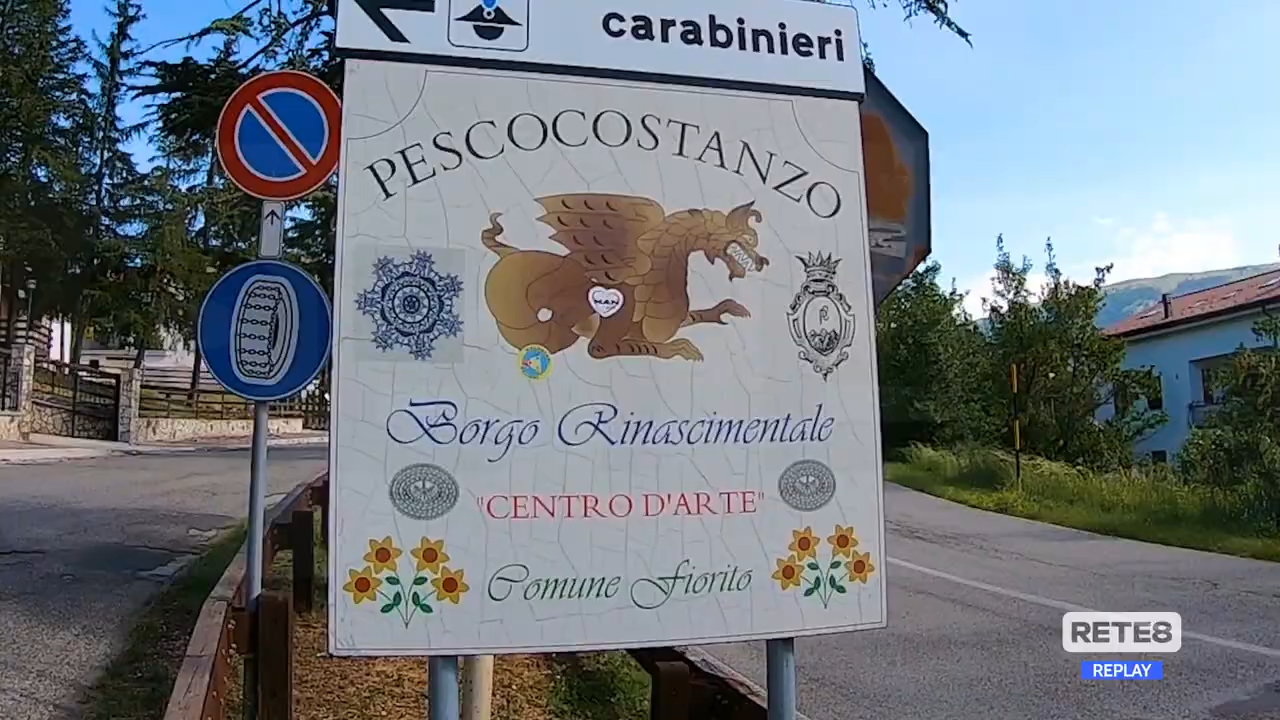 carabinieri
PESCOCOSTANZO
Borgo Rinascimentale
"CENTRO D'ARTE"
Comune Fiorito
RETE8
REPLAY